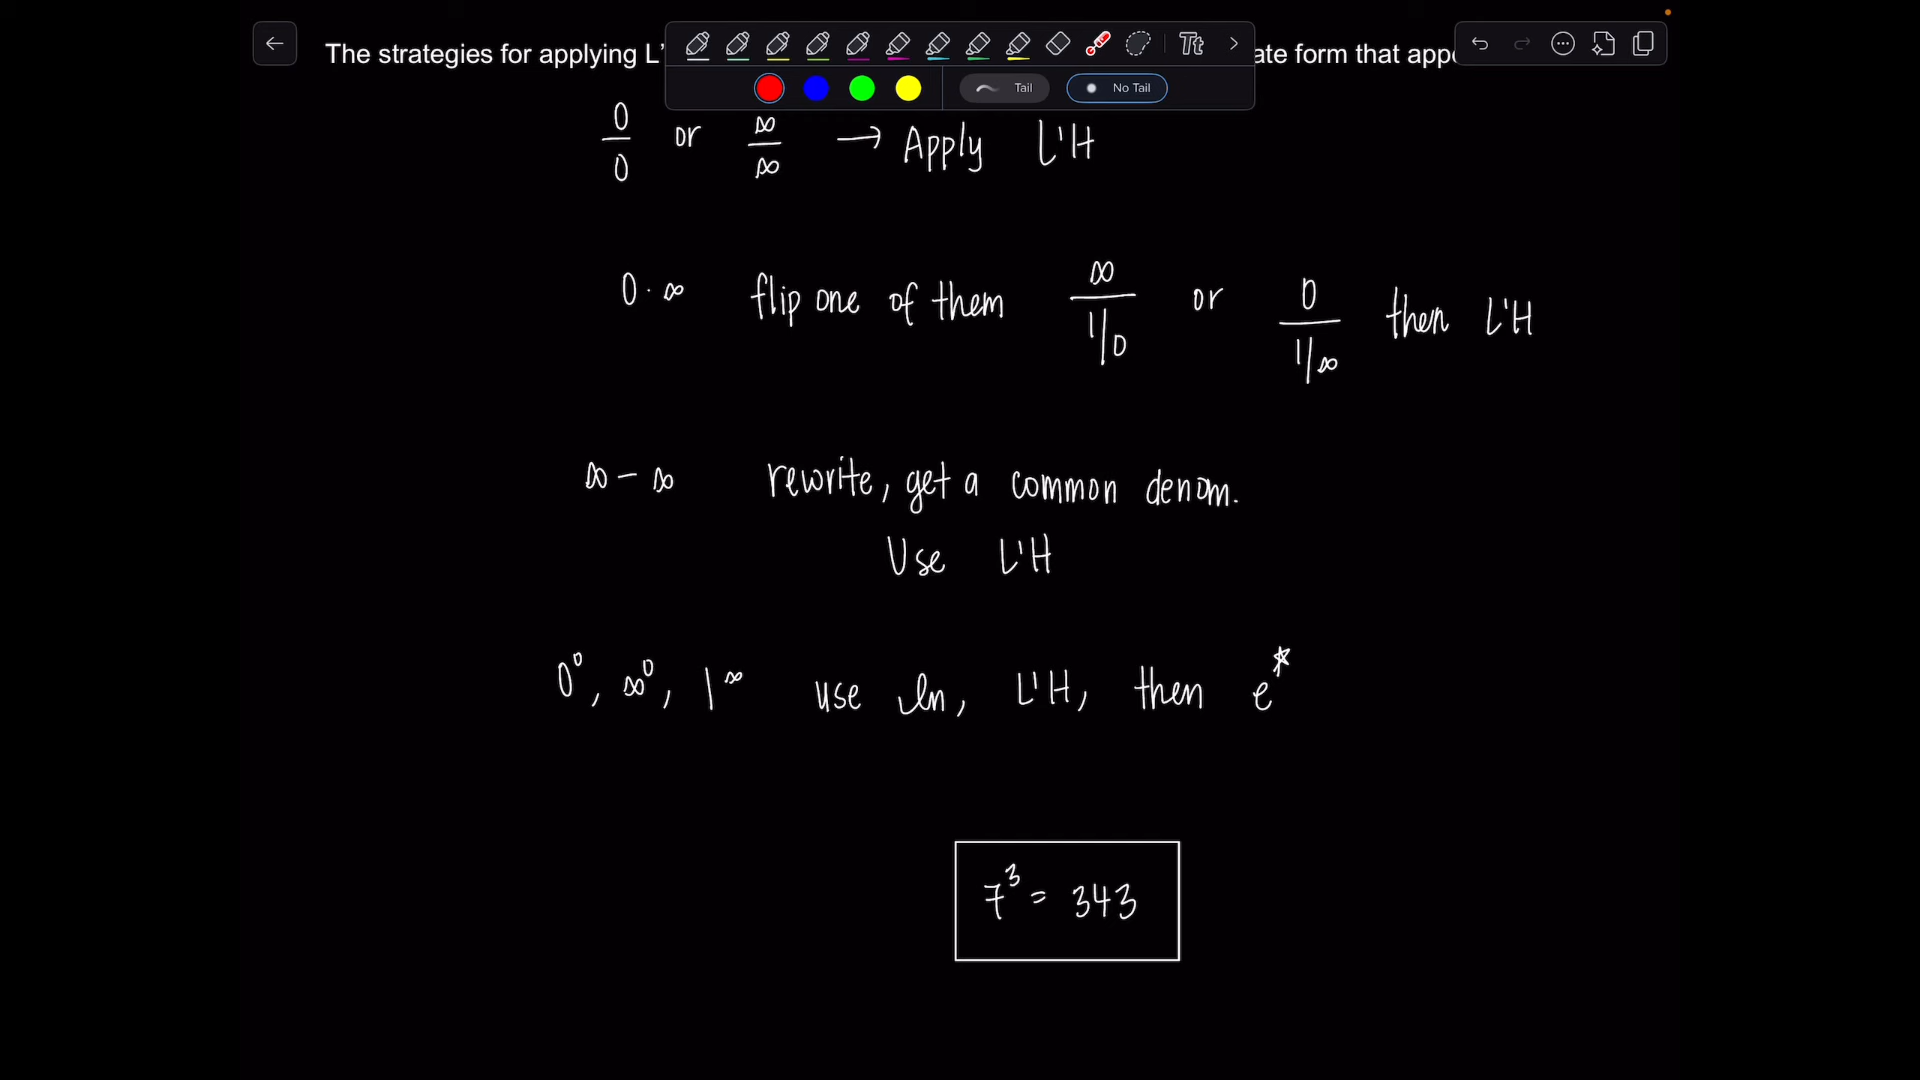 The strategies for applying L' ate form that appe
Tt
Tail No Tail
0/0 or ∞/∞ → Apply L'H
0 · ∞ flip one of them ∞/(1/0) or 0/(1/∞) then L'H
∞ - ∞ rewrite, get a common denom.
Use L'H
0⁰, ∞⁰, 1^∞ use ln, L'H, then e^☆
7³ = 343